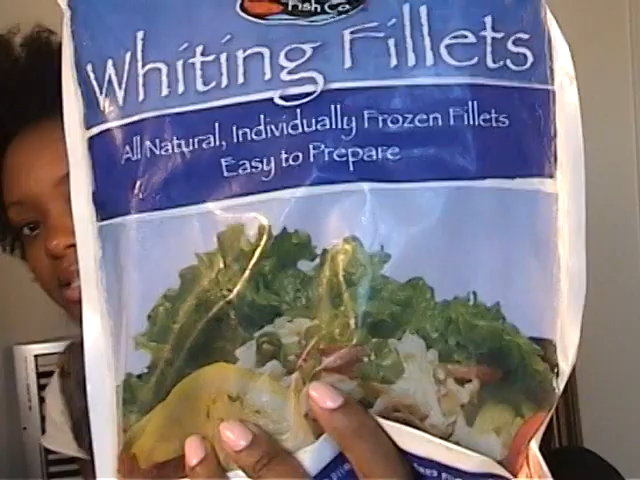 Fish Co.
Whiting Fillets
All Natural, Individually Frozen Fillets
Easy to Prepare